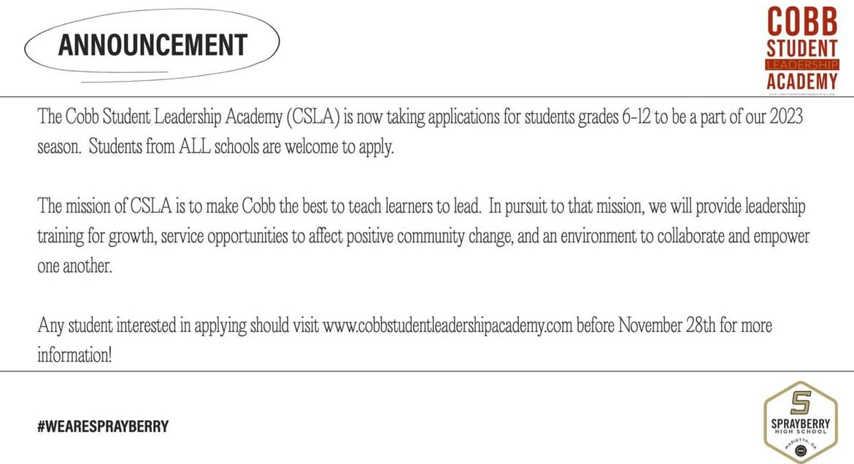 ANNOUNCEMENT
COBB
STUDENT
LEADERSHIP
ACADEMY
The Cobb Student Leadership Academy (CSLA) is now taking applications for students grades 6-12 to be a part of our 2023
season. Students from ALL schools are welcome to apply.
The mission of CSLA is to make Cobb the best to teach learners to lead. In pursuit to that mission, we will provide leadership
training for growth, service opportunities to affect positive community change, and an environment to collaborate and empower
one another.
Any student interested in applying should visit www.cobbstudentleadershipacademy.com before November 28th for more
information!
#WEARESPRAYBERRY
S
SPRAYBERRY
HIGH SCHOOL
MARIETTA, GA